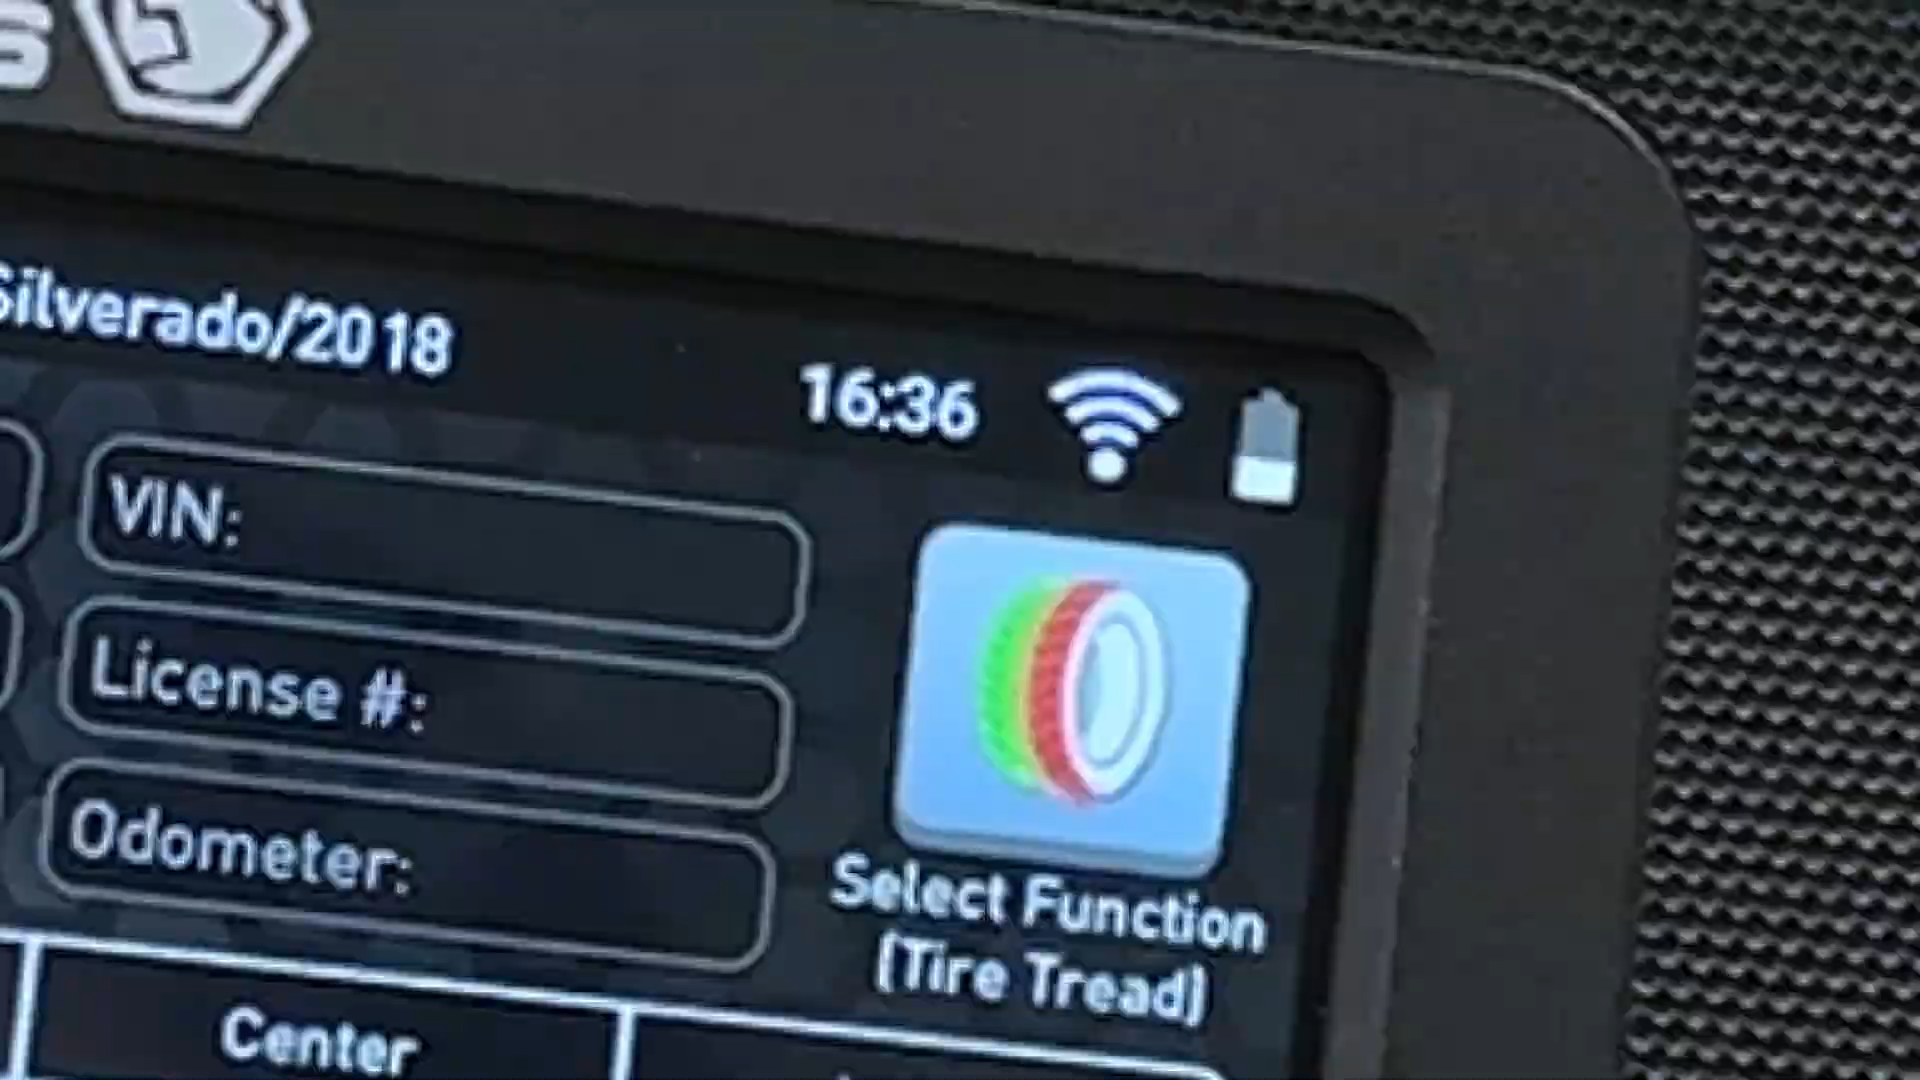 Silverado/2018
16:36
VIN:
License #:
Odometer:
Select Function
(Tire Tread)
Center